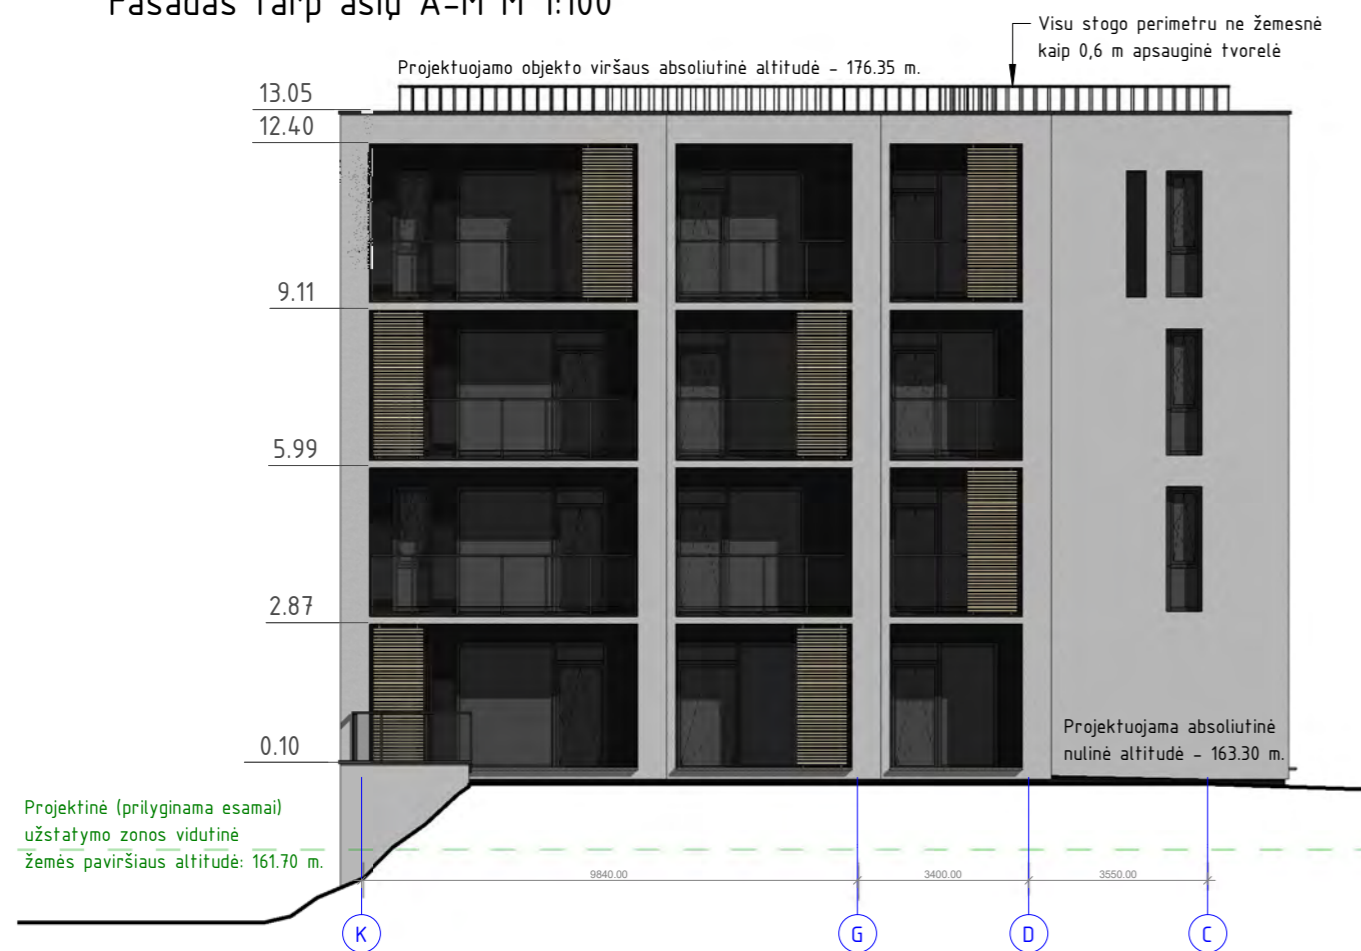 Fasadas Tarp ašių A-M M 1:100
Visu stogo perimetru ne žemesnė
kaip 0,6 m apsauginė tvorelė
Projektuojamo objekto viršaus absoliutinė altitudė - 176.35 m.
13.05
12.40
9.11
5.99
2.87
0.10
Projektuojama absoliutinė
nulinė altitudė - 163.30 m.
Projektinė (prilyginama esamai)
užstatymo zonos vidutinė
žemės paviršiaus altitudė: 161.70 m.
9840.00
3400.00
3550.00
K
G
D
C